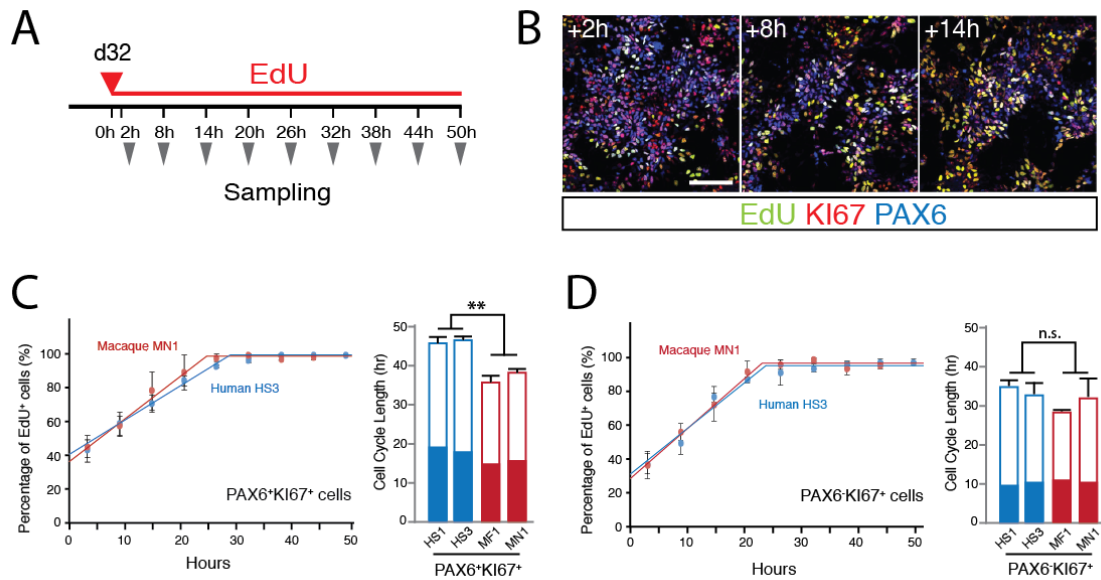 A
d32
EdU
0h 2h 8h 14h 20h 26h 32h 38h 44h 50h
Sampling
B
+2h
+8h
+14h
EdU KI67 PAX6
C
Percentage of EdU+ cells (%)
100
80
60
40
20
0
Macaque MN1
Human HS3
PAX6+KI67+ cells
0 10 20 30 40 50
Hours
**
Cell Cycle Length (hr)
50
40
30
20
10
0
HS1 HS3 MF1 MN1
PAX6+KI67+
D
Percentage of EdU+ cells (%)
100
80
60
40
20
0
Macaque MN1
Human HS3
PAX6-KI67+ cells
0 10 20 30 40 50
Hours
n.s.
Cell Cycle Length (hr)
50
40
30
20
10
0
HS1 HS3 MF1 MN1
PAX6-KI67+